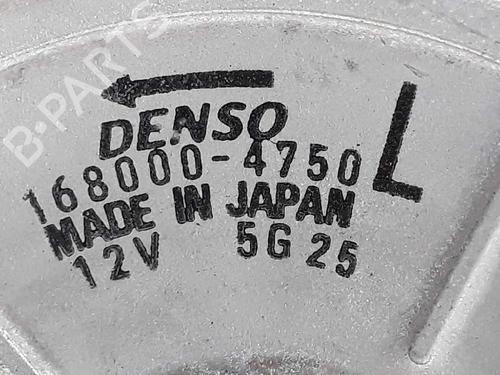 DENSO
168000-4750 L
MADE IN JAPAN
12V 5G25
B-PARTS